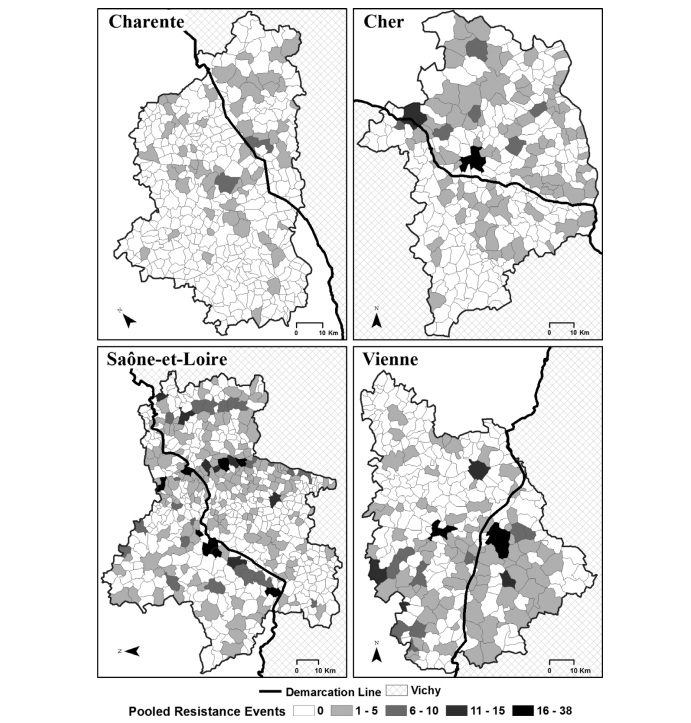 Charente
N
0 10 Km
Cher
N
0 10 Km
Saône-et-Loire
N
0 10 Km
Vienne
N
0 10 Km
Demarcation Line Vichy
Pooled Resistance Events 0 1 - 5 6 - 10 11 - 15 16 - 38